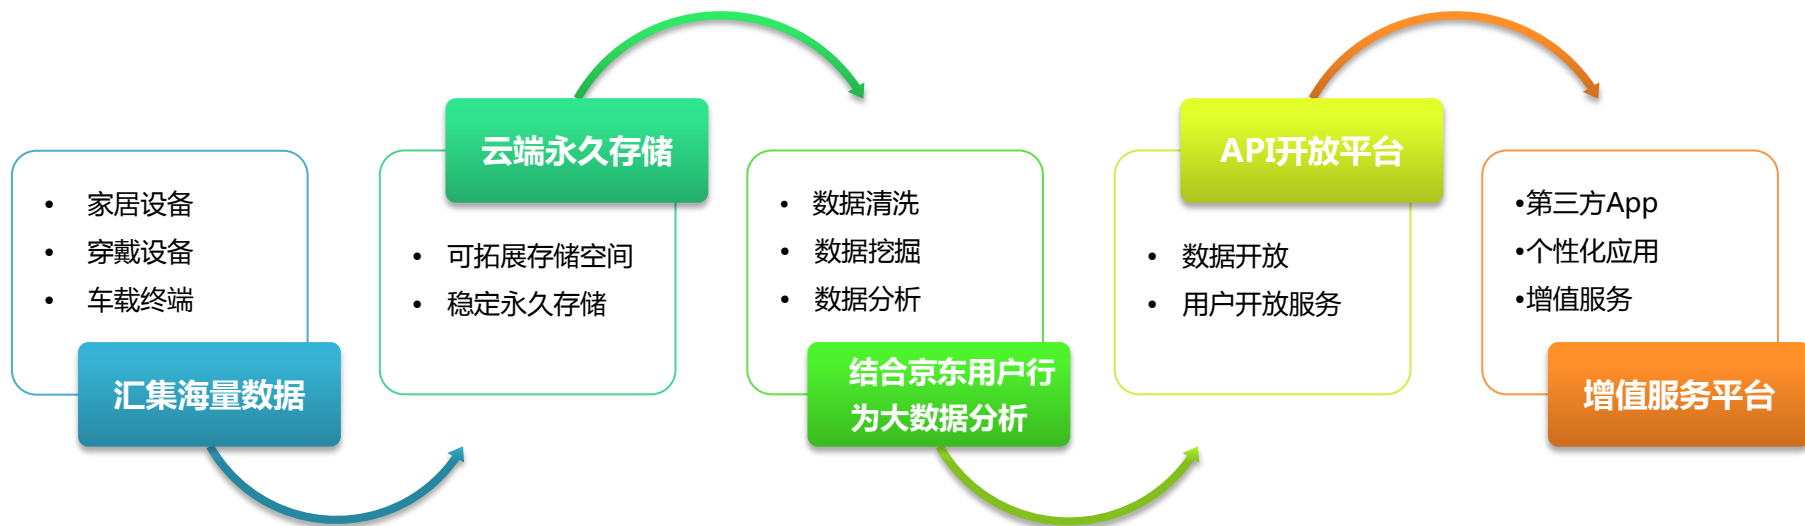 • 家居设备
• 穿戴设备
• 车载终端
汇集海量数据
云端永久存储
• 可拓展存储空间
• 稳定永久存储
• 数据清洗
• 数据挖掘
• 数据分析
结合京东用户行
为大数据分析
API开放平台
• 数据开放
• 用户开放服务
•第三方App
•个性化应用
•增值服务
增值服务平台